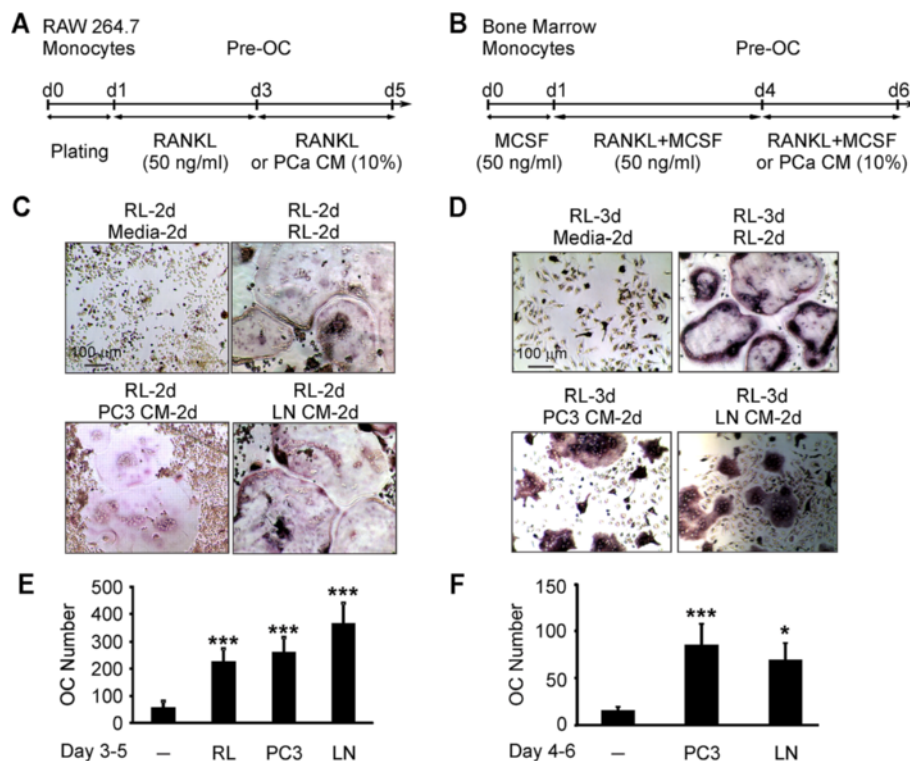 A RAW 264.7
Monocytes
Pre-OC
d0 d1 d3 d5
Plating
RANKL
(50 ng/ml)
RANKL
or PCa CM (10%)
B Bone Marrow
Monocytes
Pre-OC
d0 d1 d4 d6
MCSF
(50 ng/ml)
RANKL+MCSF
(50 ng/ml)
RANKL+MCSF
or PCa CM (10%)
C
RL-2d
Media-2d
RL-2d
RL-2d
100 μm
RL-2d
PC3 CM-2d
RL-2d
LN CM-2d
D
RL-3d
Media-2d
RL-3d
RL-2d
100 μm
RL-3d
PC3 CM-2d
RL-3d
LN CM-2d
E
OC Number
500
400
300
200
100
0
***
***
***
Day 3-5 – RL PC3 LN
F
OC Number
150
100
50
0
***
*
Day 4-6 – PC3 LN